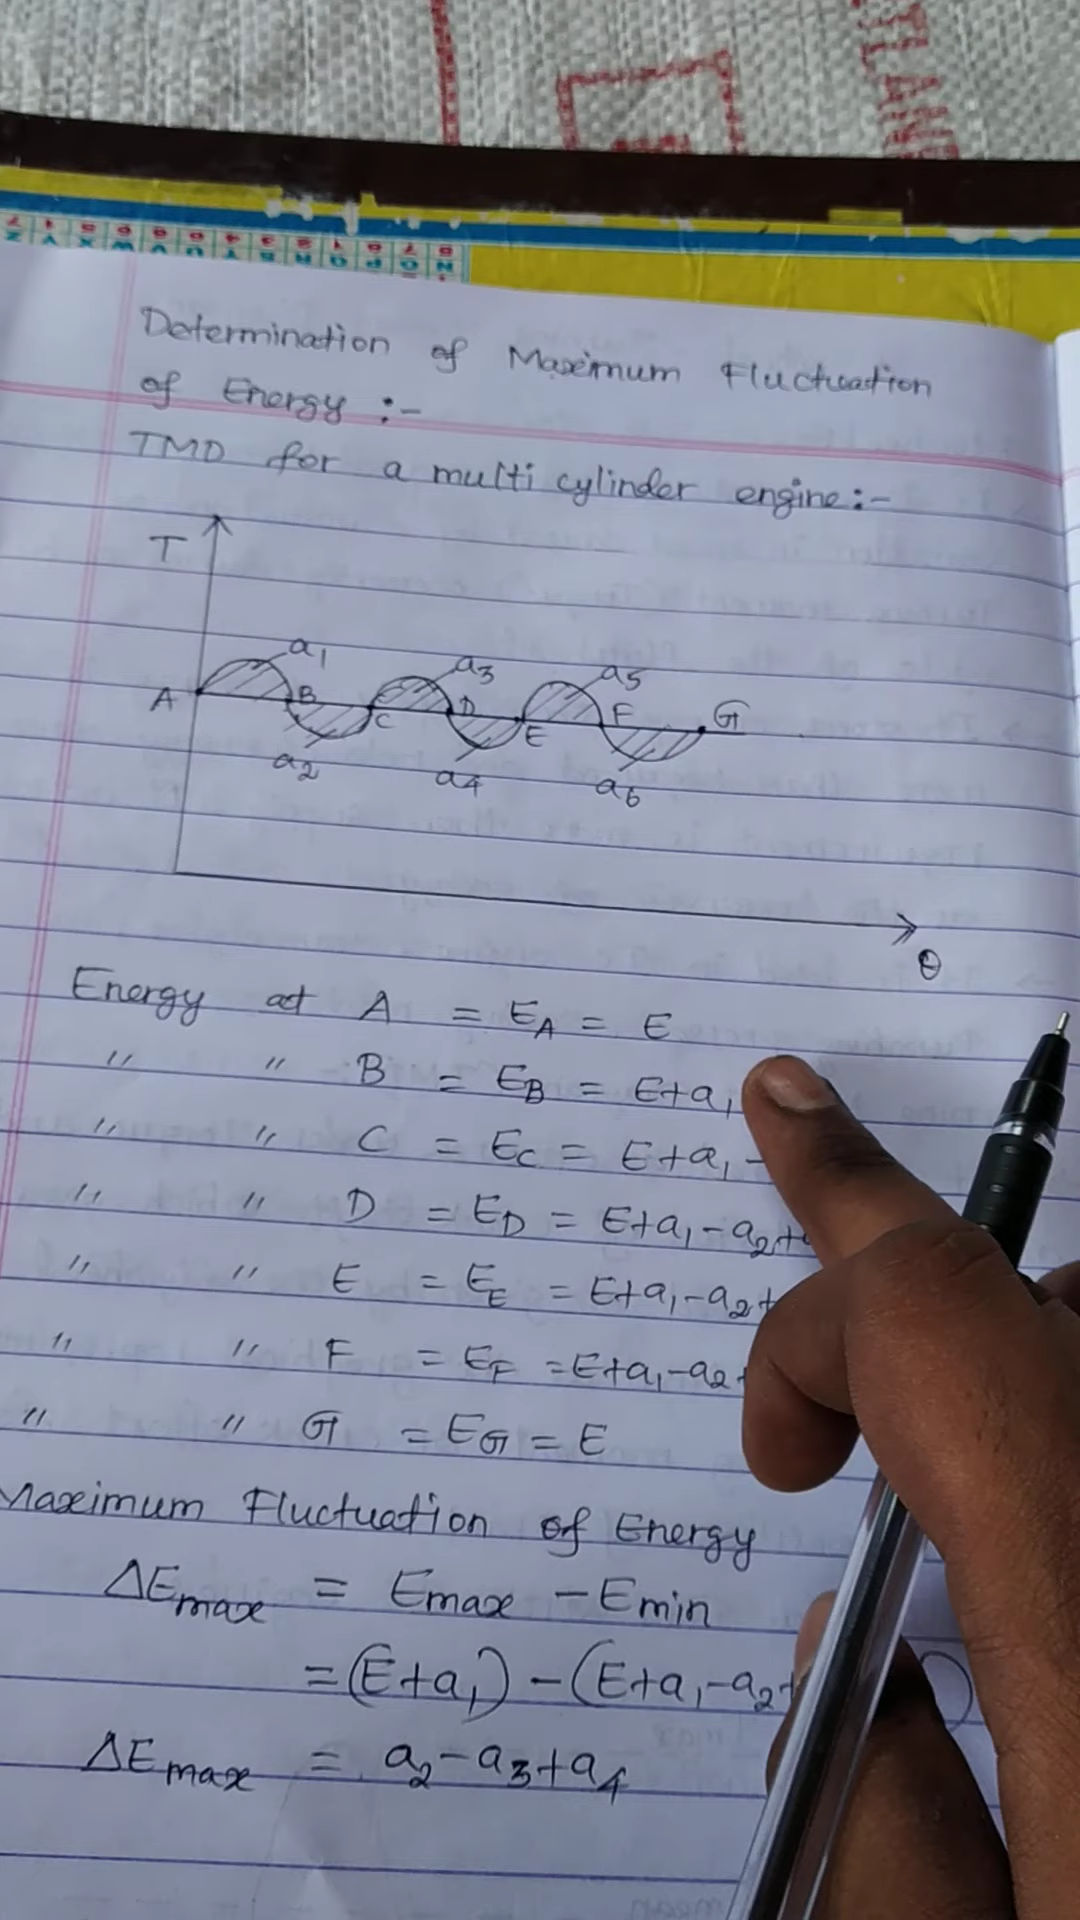 Determination of Maximum Fluctuation
of Energy :-
TMD for a multi cylinder engine:-
T
a1
a3
a5
A
B
C
D
E
F
G
a2
a4
a6
θ
Energy at A = EA = E
" " B = EB = E+a1
" " C = EC = E+a1-
" " D = ED = E+a1-a2+
" " E = EE = E+a1-a2+
" " F = EF =E+a1-a2+
" " G = EG = E
Maximum Fluctuation of Energy
ΔEmax = Emax - Emin
=(E+a1) - (E+a1-a2+
ΔEmax = a2-a3+a4